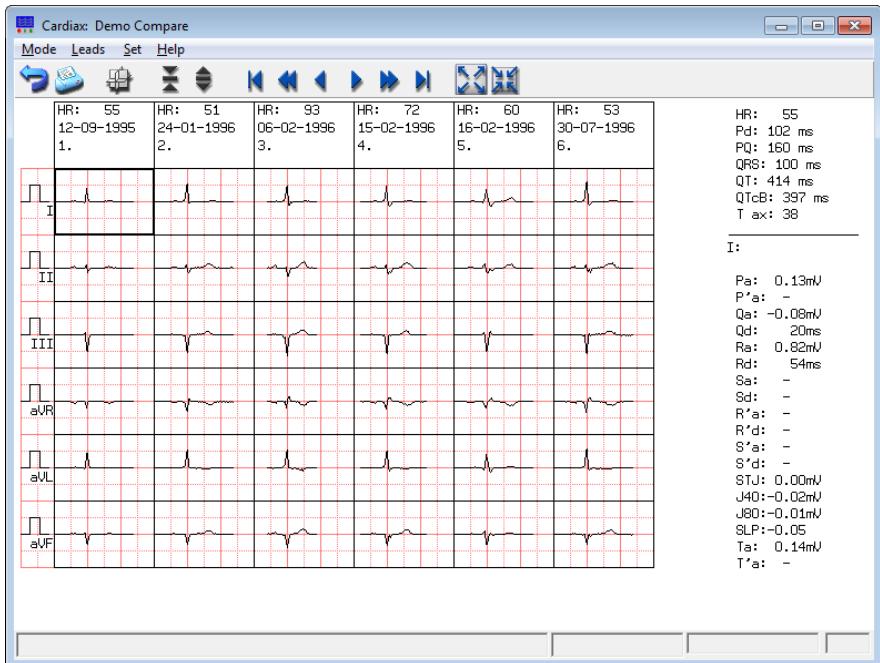 Cardiax: Demo Compare
Mode Leads Set Help
HR: 55 HR: 51 HR: 93 HR: 72 HR: 60 HR: 53
12-09-1995 24-01-1996 06-02-1996 15-02-1996 16-02-1996 30-07-1996
1. 2. 3. 4. 5. 6.
I
II
III
aVR
aVL
aVF
HR: 55
Pd: 102 ms
PQ: 160 ms
QRS: 100 ms
QT: 414 ms
QTcB: 397 ms
T ax: 38
I:
Pa: 0.13mV
P'a: -
Qa: -0.08mV
Qd: 20ms
Ra: 0.82mV
Rd: 54ms
Sa: -
Sd: -
R'a: -
R'd: -
S'a: -
S'd: -
STJ: 0.00mV
J40:-0.02mV
J80:-0.01mV
SLP:-0.05
Ta: 0.14mV
T'a: -